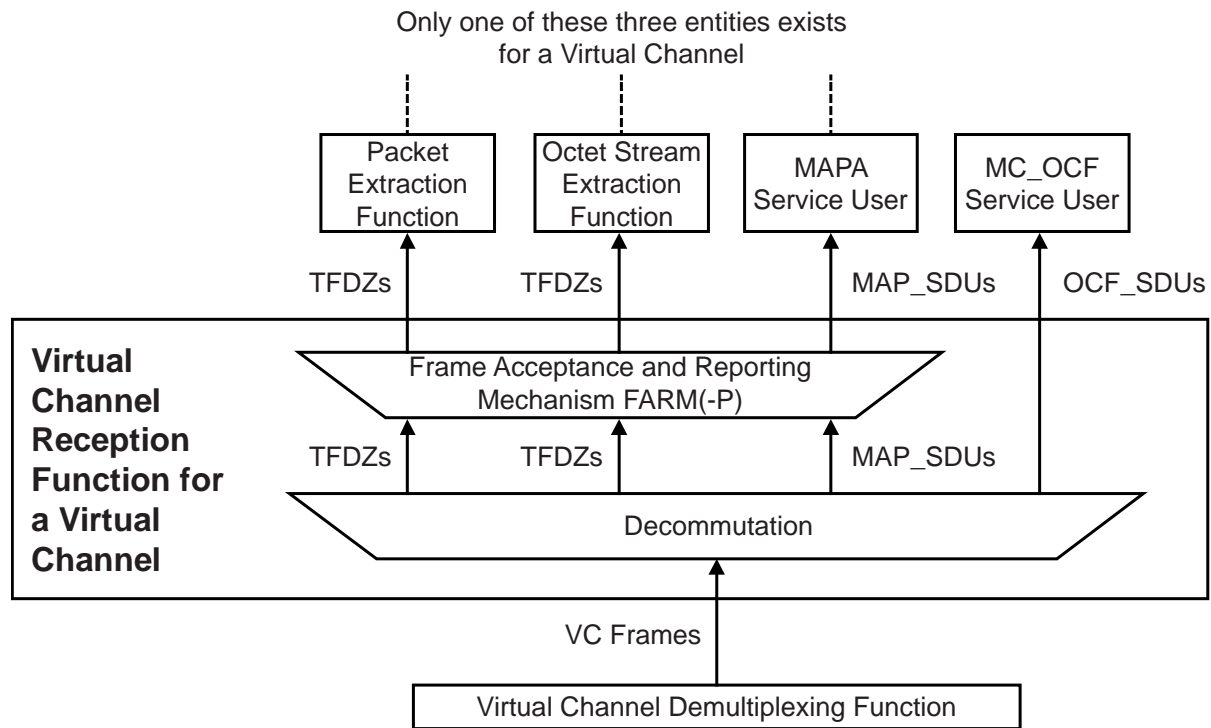 Only one of these three entities exists
for a Virtual Channel
Packet
Extraction
Function
Octet Stream
Extraction
Function
MAPA
Service User
MC_OCF
Service User
TFDZs
TFDZs
MAP_SDUs
OCF_SDUs
Virtual
Channel
Reception
Function for
a Virtual
Channel
Frame Acceptance and Reporting
Mechanism FARM(-P)
TFDZs
TFDZs
MAP_SDUs
Decommutation
VC Frames
Virtual Channel Demultiplexing Function